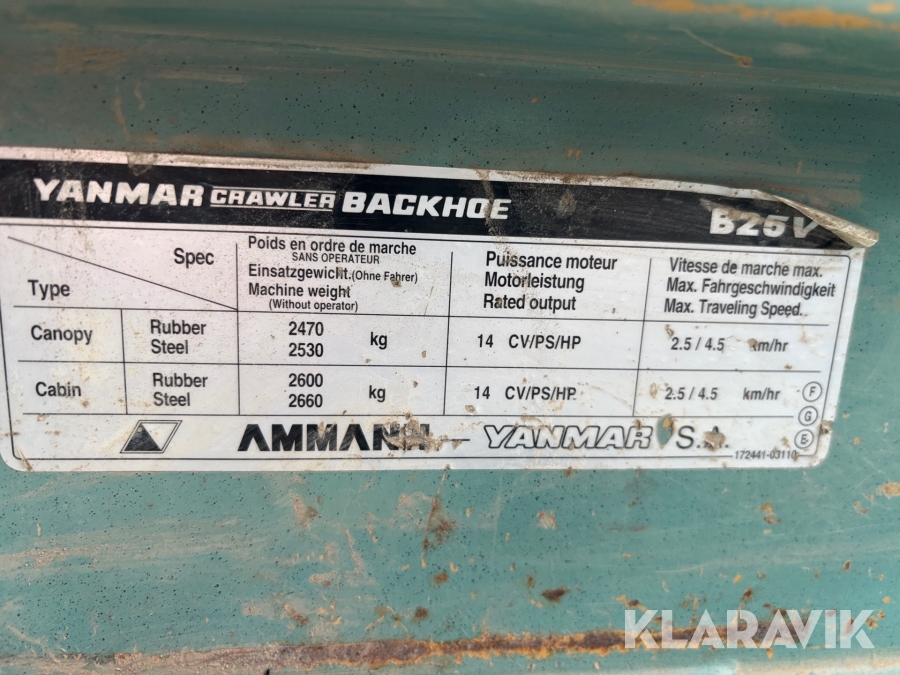 YANMAR CRAWLER BACKHOE B25V
Spec
Type
Poids en ordre de marche
SANS OPERATEUR
Einsatzgewicht.(Ohne Fahrer)
Machine weight
(Without operator)
Puissance moteur
Motorleistung
Rated output
Vitesse de marche max.
Max. Fahrgeschwindigkeit
Max. Traveling Speed.
Canopy
Rubber
Steel
2470
2530
kg
14 CV/PS/HP
2.5 / 4.5 km/hr
Cabin
Rubber
Steel
2600
2660
kg
14 CV/PS/HP
2.5 / 4.5 km/hr
F
G
E
AMMANN-YANMAR S.A.
172441-03110
KLARAVIK